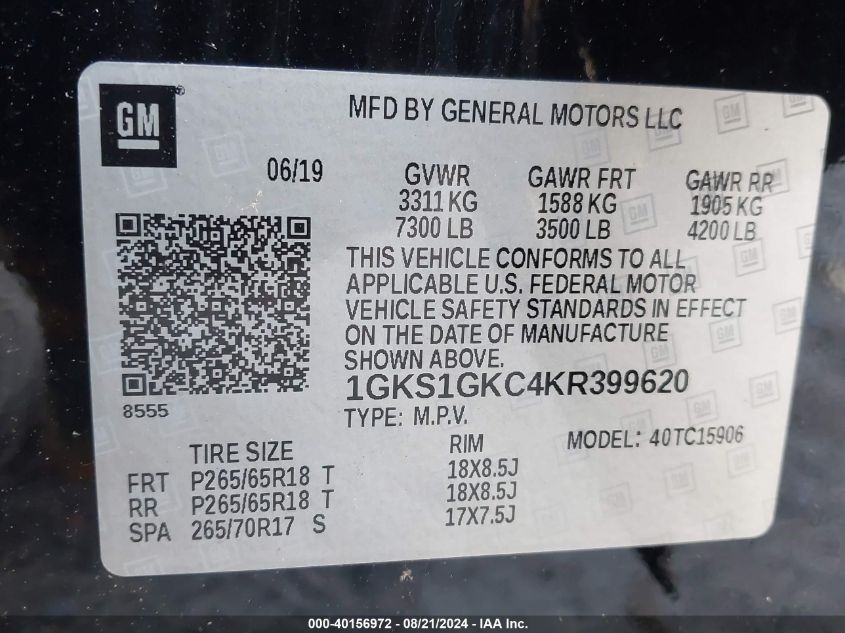 GM
MFD BY GENERAL MOTORS LLC
06/19
GVWR GAWR FRT GAWR RR
3311 KG 1588 KG 1905 KG
7300 LB 3500 LB 4200 LB
THIS VEHICLE CONFORMS TO ALL
APPLICABLE U.S. FEDERAL MOTOR
VEHICLE SAFETY STANDARDS IN EFFECT
ON THE DATE OF MANUFACTURE
SHOWN ABOVE.
1GKS1GKC4KR399620
8555
TYPE: M.P.V.
MODEL: 40TC15906
TIRE SIZE RIM
FRT P265/65R18 T 18X8.5J
RR P265/65R18 T 18X8.5J
SPA 265/70R17 S 17X7.5J
000-40156972 - 08/21/2024 - IAA Inc.